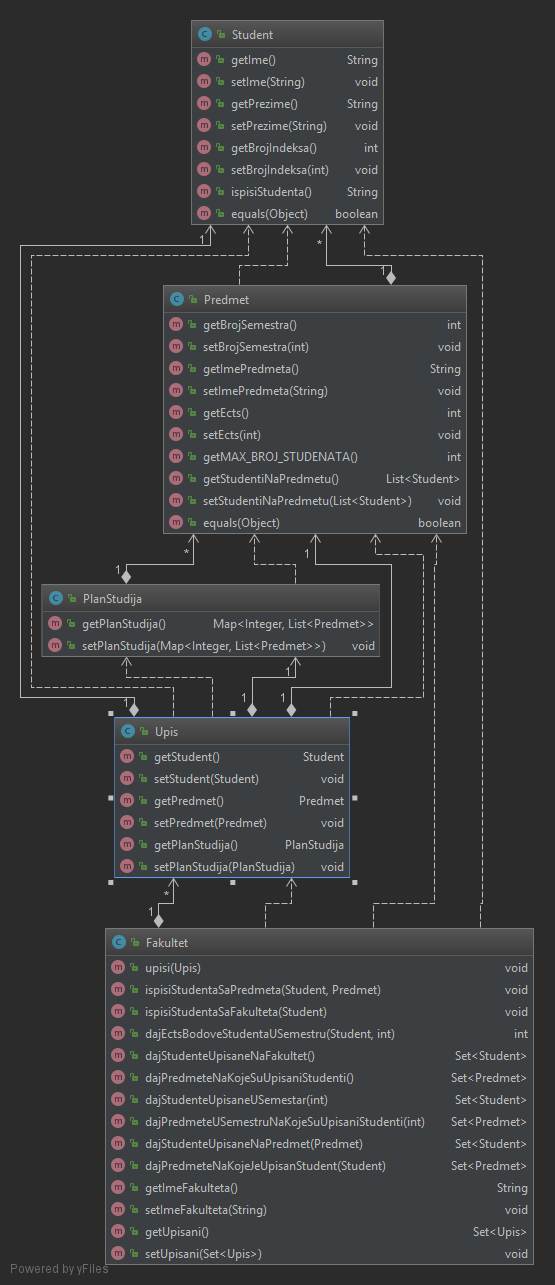 Student
getIme() String
setIme(String) void
getPrezime() String
setPrezime(String) void
getBrojIndeksa() int
setBrojIndeksa(int) void
ispisiStudenta() String
equals(Object) boolean
1
*
1
Predmet
getBrojSemestra() int
setBrojSemestra(int) void
getImePredmeta() String
setImePredmeta(String) void
getEcts() int
setEcts(int) void
getMAX_BROJ_STUDENATA() int
getStudentiNaPredmetu() List<Student>
setStudentiNaPredmetu(List<Student>) void
equals(Object) boolean
*
1
1
PlanStudija
getPlanStudija() Map<Integer, List<Predmet>>
setPlanStudija(Map<Integer, List<Predmet>>) void
1
1
1
1
Upis
getStudent() Student
setStudent(Student) void
getPredmet() Predmet
setPredmet(Predmet) void
getPlanStudija() PlanStudija
setPlanStudija(PlanStudija) void
*
1
Fakultet
upisi(Upis) void
ispisiStudentaSaPredmeta(Student, Predmet) void
ispisiStudentaSaFakulteta(Student) void
dajEctsBodoveStudentaUSemestru(Student, int) int
dajStudenteUpisaneNaFakultet() Set<Student>
dajPredmeteNaKojeSuUpisaniStudenti() Set<Predmet>
dajStudenteUpisaneUSemestar(int) Set<Student>
dajPredmeteUSemestruNaKojeSuUpisaniStudenti(int) Set<Predmet>
dajStudenteUpisaneNaPredmet(Predmet) Set<Student>
dajPredmeteNaKojeJeUpisanStudent(Student) Set<Predmet>
getImeFakulteta() String
setImeFakulteta(String) void
getUpisani() Set<Upis>
setUpisani(Set<Upis>) void
Powered by yFiles